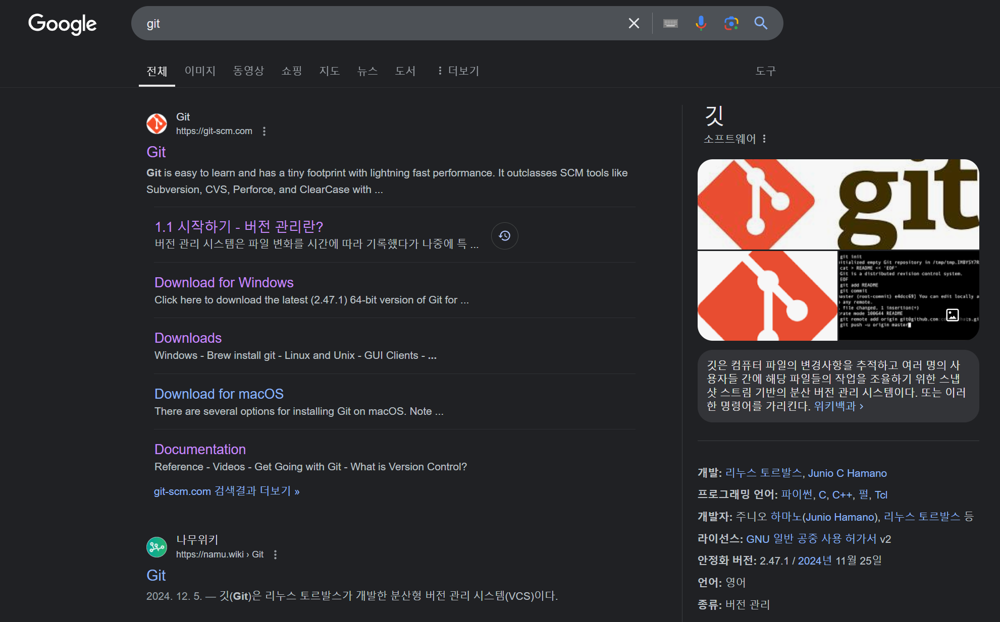 Google
git
전체
이미지
동영상
쇼핑
지도
뉴스
도서
더보기
도구
Git
https://git-scm.com
Git
Git is easy to learn and has a tiny footprint with lightning fast performance. It outclasses SCM tools like
Subversion, CVS, Perforce, and ClearCase with ...
1.1 시작하기 - 버전 관리란?
버전 관리 시스템은 파일 변화를 시간에 따라 기록했다가 나중에 특 ...
Download for Windows
Click here to download the latest (2.47.1) 64-bit version of Git for ...
Downloads
Windows - Brew install git - Linux and Unix - GUI Clients - ...
Download for macOS
There are several options for installing Git on macOS. Note ...
Documentation
Reference - Videos - Get Going with Git - What is Version Control?
git-scm.com 검색결과 더보기 »
나무위키
https://namu.wiki › Git
Git
2024. 12. 5. — 깃(Git)은 리누스 토르발스가 개발한 분산형 버전 관리 시스템(VCS)이다.
깃
소프트웨어
git
git init
itialized empty Git repository in /tmp/tmp.IMBYSY7R
cat > README << 'EOF'
Git is a distributed revision control system.
EOF
git add README
git commit
aster (root-commit) e4dcc69] You can edit locally a
any remote.
file changed, 1 insertion(+)
rate mode 100644 README
git remote add origin git@github.com
git push -u origin master
깃은 컴퓨터 파일의 변경사항을 추적하고 여러 명의 사
용자들 간에 해당 파일들의 작업을 조율하기 위한 스냅
샷 스트림 기반의 분산 버전 관리 시스템이다. 또는 이러
한 명령어를 가리킨다. 위키백과 ›
개발: 리누스 토르발스, Junio C Hamano
프로그래밍 언어: 파이썬, C, C++, 펄, Tcl
개발자: 주니오 하마노(Junio Hamano), 리누스 토르발스 등
라이선스: GNU 일반 공중 사용 허가서 v2
안정화 버전: 2.47.1 / 2024년 11월 25일
언어: 영어
종류: 버전 관리